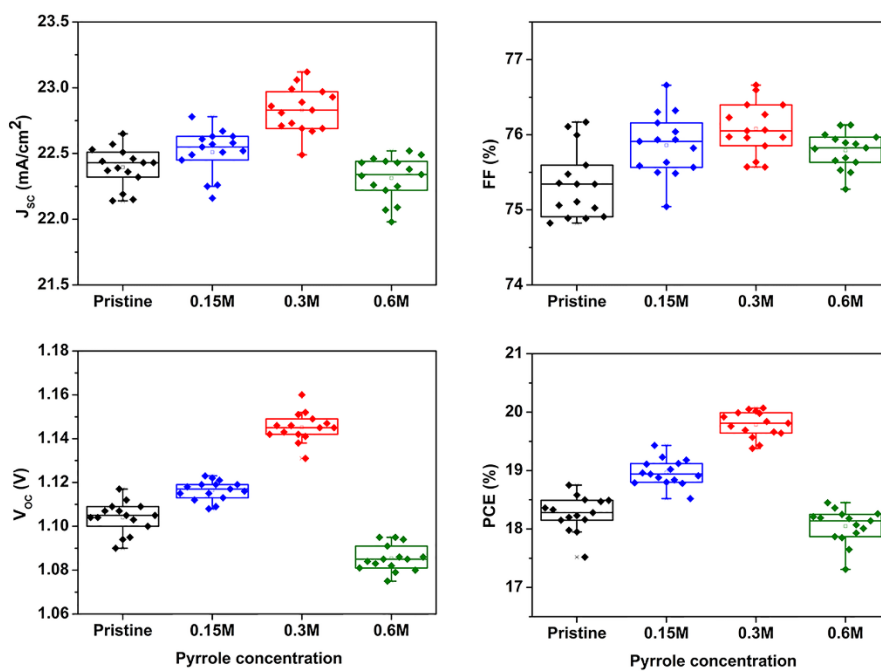 23.5
23.0
22.5
22.0
21.5
J_sc (mA/cm²)
Pristine 0.15M 0.3M 0.6M
77
76
75
74
FF (%)
Pristine 0.15M 0.3M 0.6M
1.18
1.16
1.14
1.12
1.10
1.08
1.06
V_OC (V)
Pristine 0.15M 0.3M 0.6M
Pyrrole concentration
21
20
19
18
17
PCE (%)
Pristine 0.15M 0.3M 0.6M
Pyrrole concentration